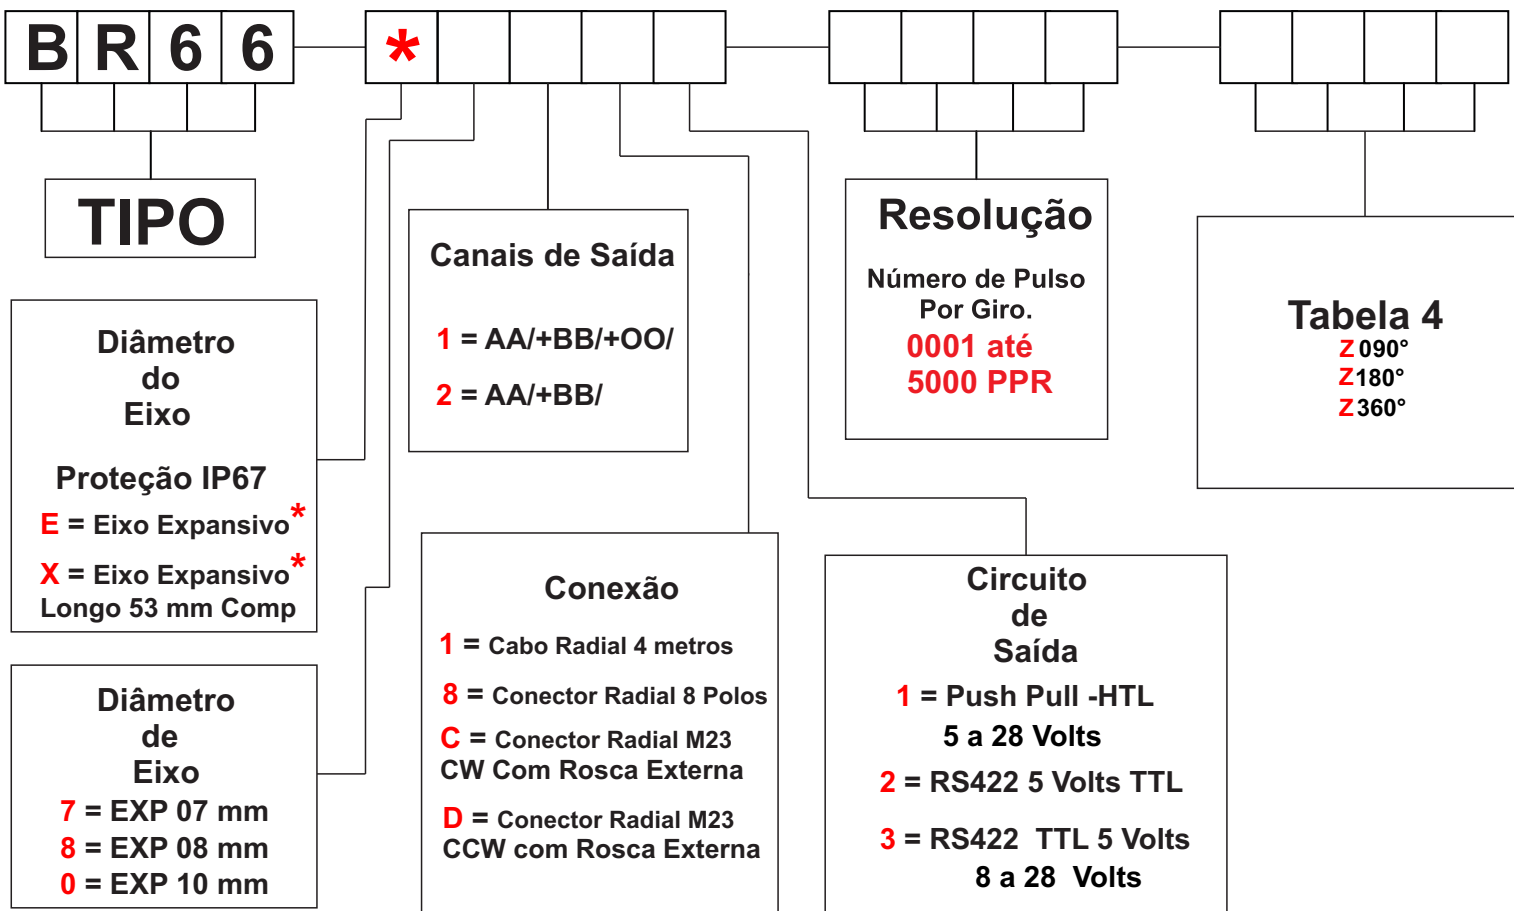 BR66
*
TIPO
Diâmetro
do
Eixo
Proteção IP67
E = Eixo Expansivo*
X = Eixo Expansivo*
Longo 53 mm Comp
Diâmetro
de
Eixo
7 = EXP 07 mm
8 = EXP 08 mm
0 = EXP 10 mm
Canais de Saída
1 = AA/+BB/+OO/
2 = AA/+BB/
Conexão
1 = Cabo Radial 4 metros
8 = Conector Radial 8 Polos
C = Conector Radial M23
CW Com Rosca Externa
D = Conector Radial M23
CCW com Rosca Externa
Resolução
Número de Pulso
Por Giro.
0001 até
5000 PPR
Circuito
de
Saída
1 = Push Pull -HTL
5 a 28 Volts
2 = RS422 5 Volts TTL
3 = RS422 TTL 5 Volts
8 a 28 Volts
Tabela 4
Z 090°
Z 180°
Z 360°